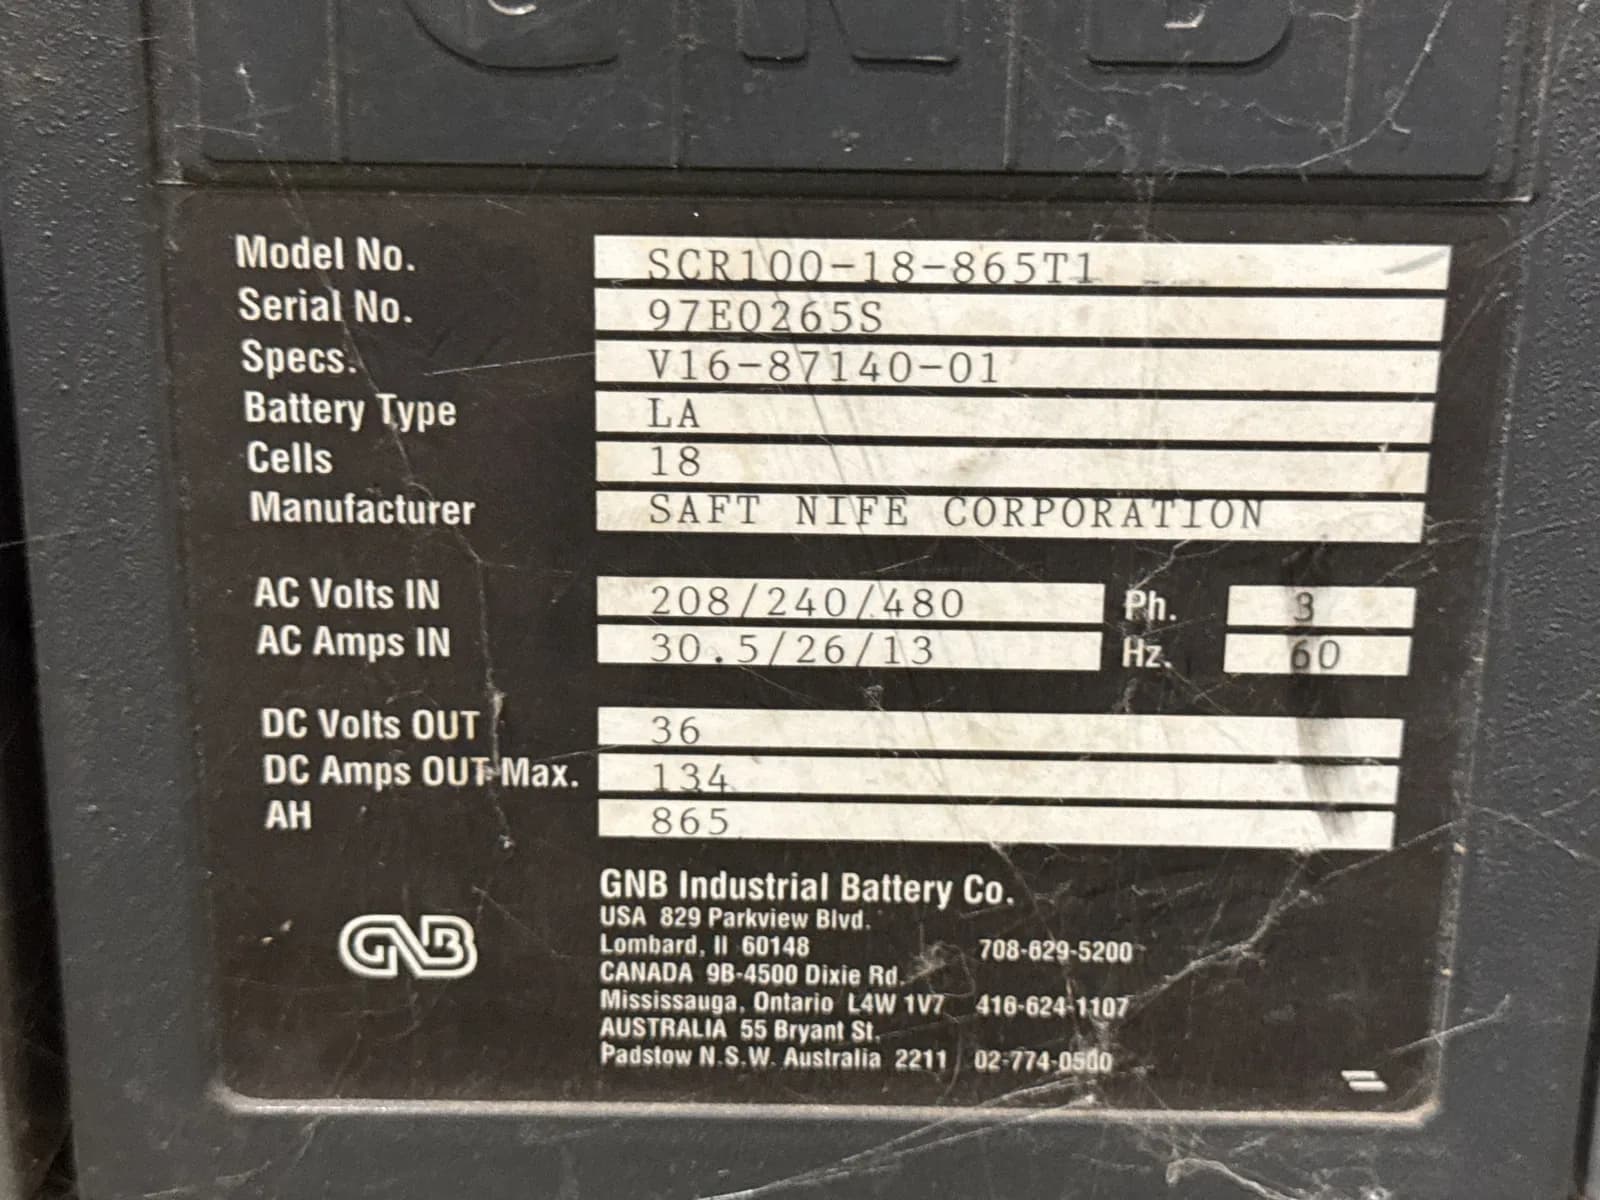 GNB
Model No. SCR100-18-865T1
Serial No. 97E0265S
Specs. V16-87140-01
Battery Type LA
Cells 18
Manufacturer SAFT NIFE CORPORATION
AC Volts IN 208/240/480 Ph. 3
AC Amps IN 30.5/26/13 Hz. 60
DC Volts OUT 36
DC Amps OUT Max. 134
AH 865
GNB Industrial Battery Co.
USA 829 Parkview Blvd.
Lombard, Il 60148 708-629-5200
CANADA 9B-4500 Dixie Rd.
Mississauga, Ontario L4W 1V7 416-624-1107
AUSTRALIA 55 Bryant St.
Padstow N.S.W. Australia 2211 02-774-0500
GNB